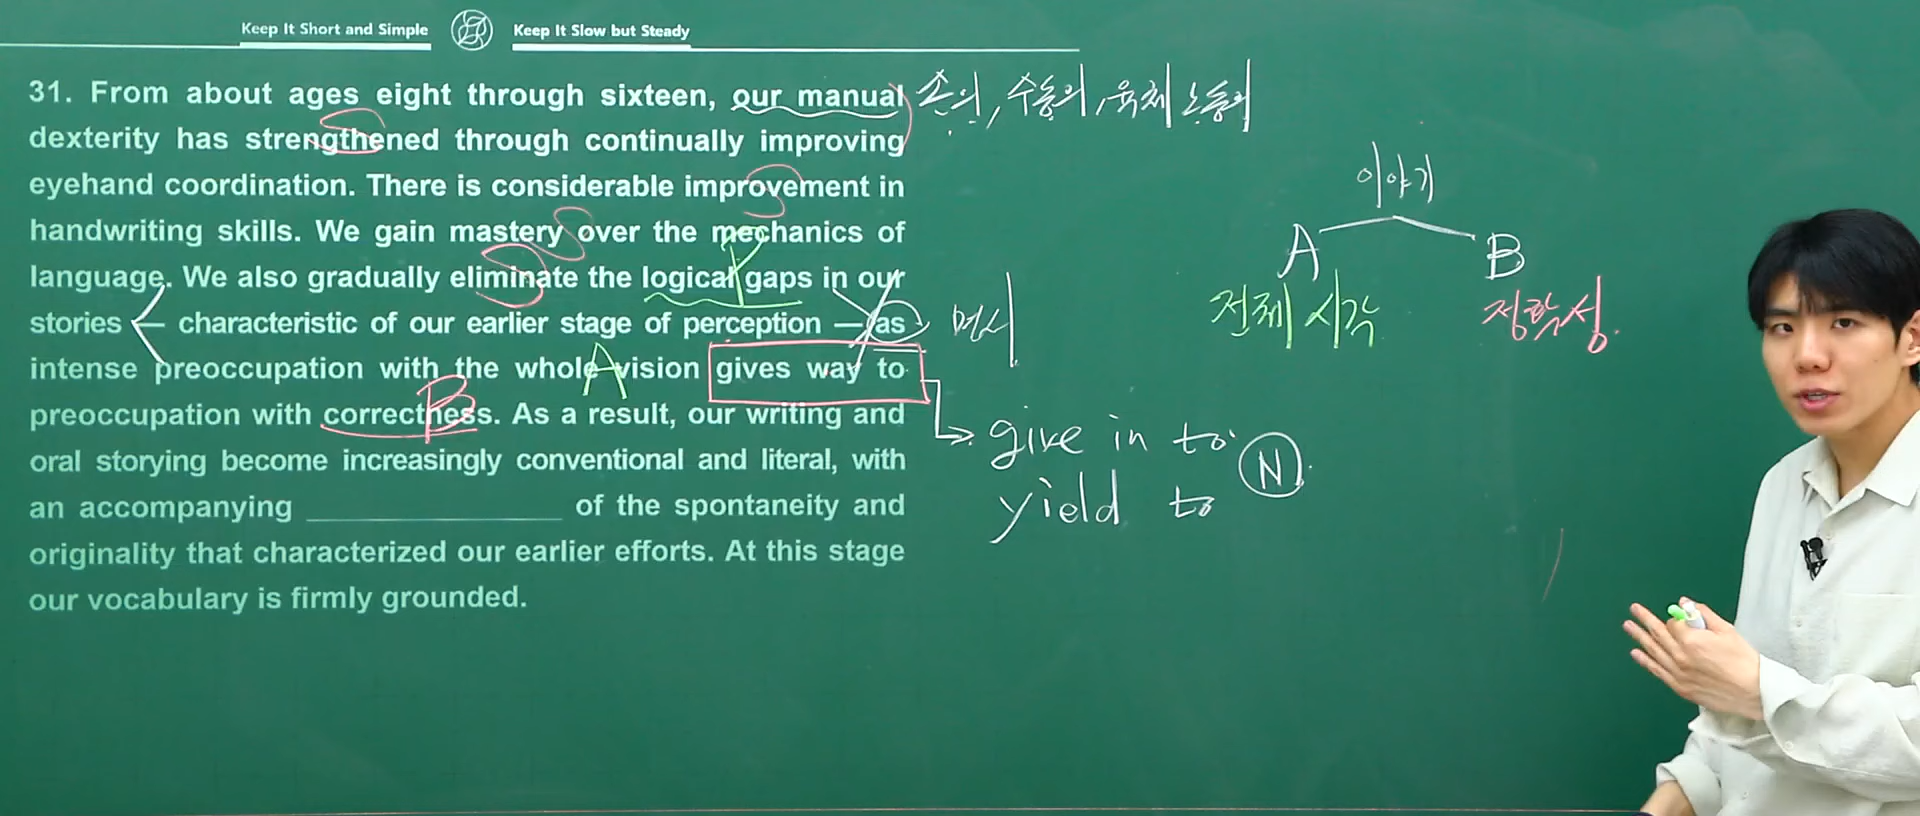 Keep It Short and Simple
Keep It Slow but Steady
31. From about ages eight through sixteen, our manual
dexterity has strengthened through continually improving
eyehand coordination. There is considerable improvement in
handwriting skills. We gain mastery over the mechanics of
language. We also gradually eliminate the logical gaps in our
stories — characteristic of our earlier stage of perception — as
intense preoccupation with the whole vision gives way to
preoccupation with correctness. As a result, our writing and
oral storying become increasingly conventional and literal, with
an accompanying ______________ of the spontaneity and
originality that characterized our earlier efforts. At this stage
our vocabulary is firmly grounded.
손의, 수동의, 육체노동의
S
S
S
S
P
A
B
give in to
yield to
N
이야기
A
B
전체 시각
정확성